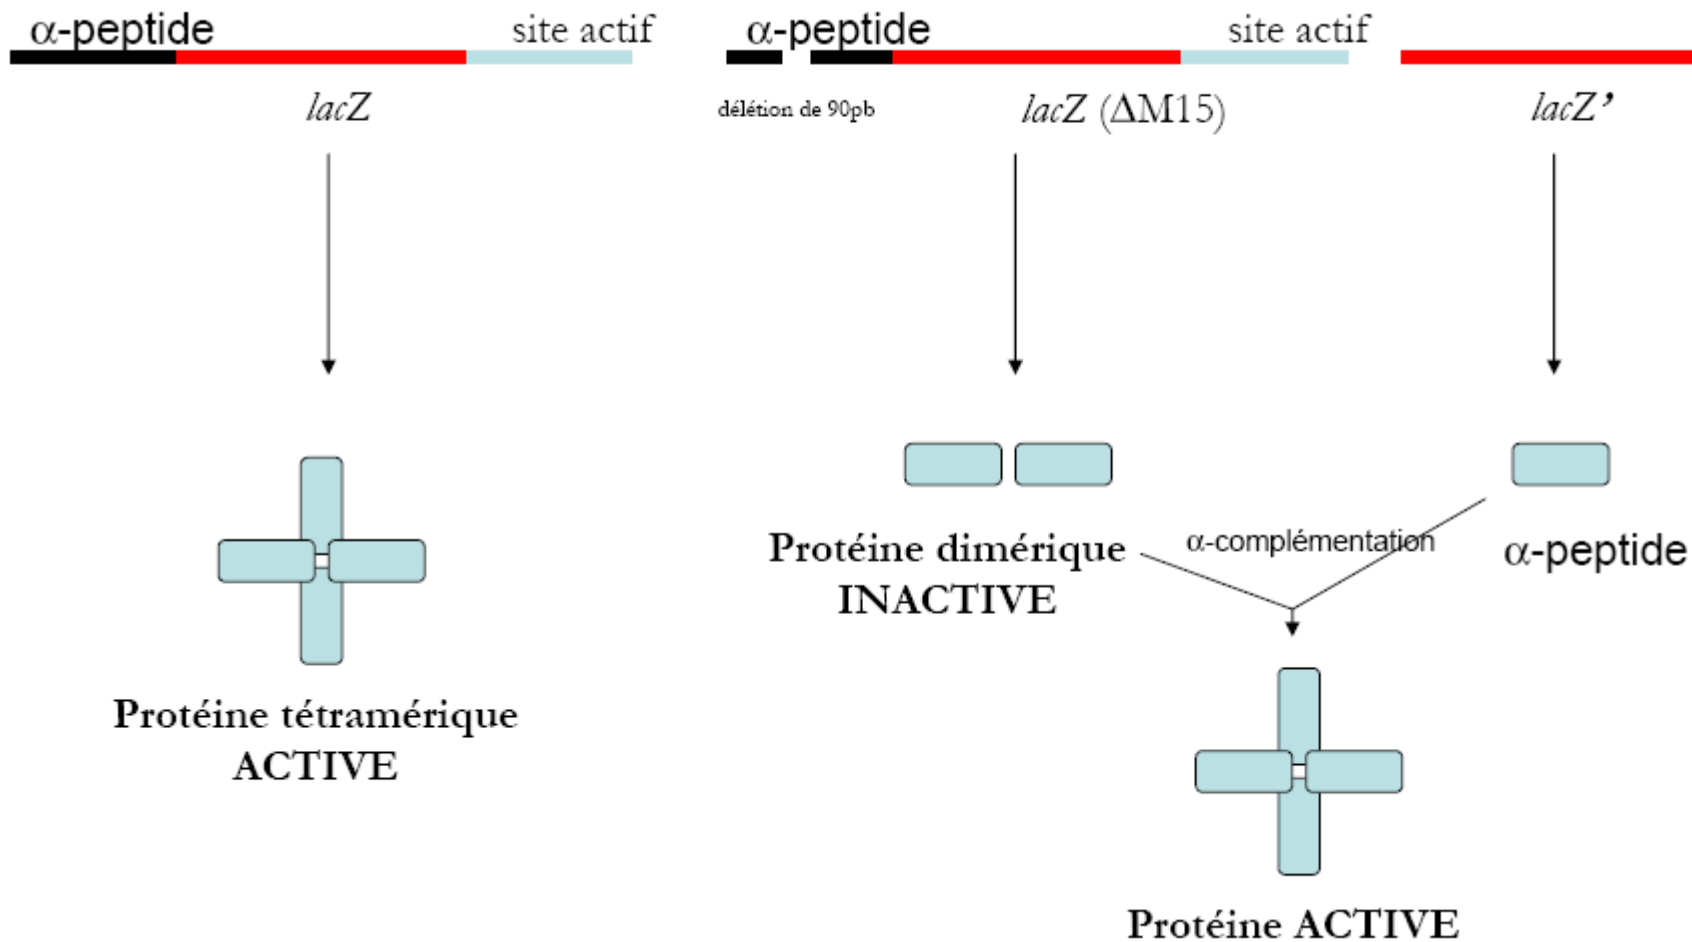 α-peptide
site actif
α-peptide
site actif
lacZ
délétion de 90pb
lacZ (ΔM15)
lacZ’
Protéine dimérique
INACTIVE
α-complémentation
α-peptide
Protéine tétramérique
ACTIVE
Protéine ACTIVE